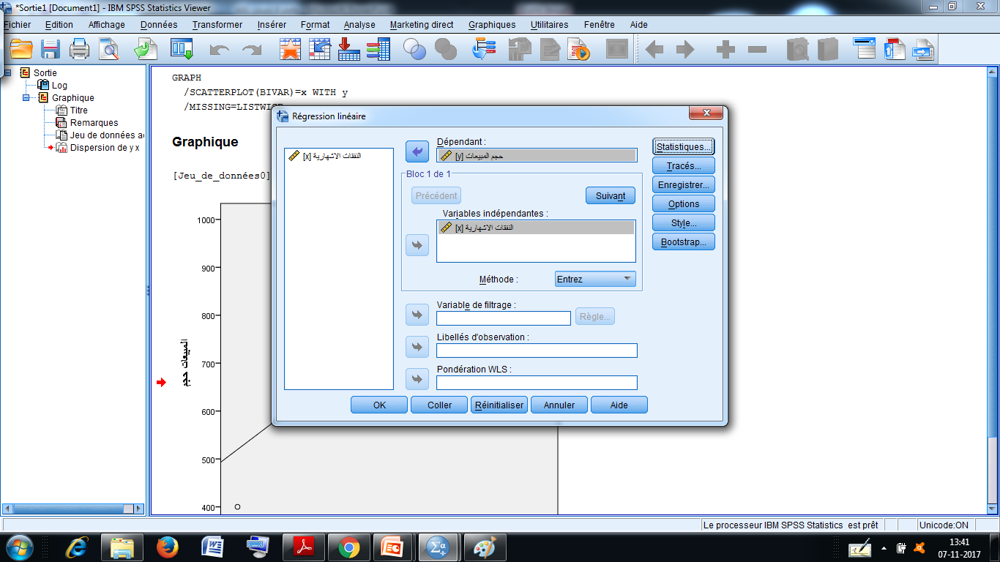 *Sortie1 [Document1] - IBM SPSS Statistics Viewer
Fichier Edition Affichage Données Transformer Insérer Format Analyse Marketing direct Graphiques Utilitaires Fenêtre Aide
Sortie
Log
Graphique
Titre
Remarques
Jeu de données a
Dispersion de y x
GRAPH
/SCATTERPLOT(BIVAR)=x WITH y
/MISSING=LISTWISE
Graphique
[Jeu_de_données0]
1000
900
800
700
600
500
400
حجم المبيعات
Régression linéaire
النفقات الاشهارية [x]
Dépendant :
حجم المبيعات [y]
Bloc 1 de 1
Précédent
Suivant
Variables indépendantes :
النفقات الاشهارية [x]
Méthode :
Entrez
Variable de filtrage :
Règle...
Libellés d'observation :
Pondération WLS :
Statistiques...
Tracés...
Enregistrer...
Options
Style...
Bootstrap...
OK
Coller
Réinitialiser
Annuler
Aide
Le processeur IBM SPSS Statistics est prêt
Unicode:ON
13:41
07-11-2017